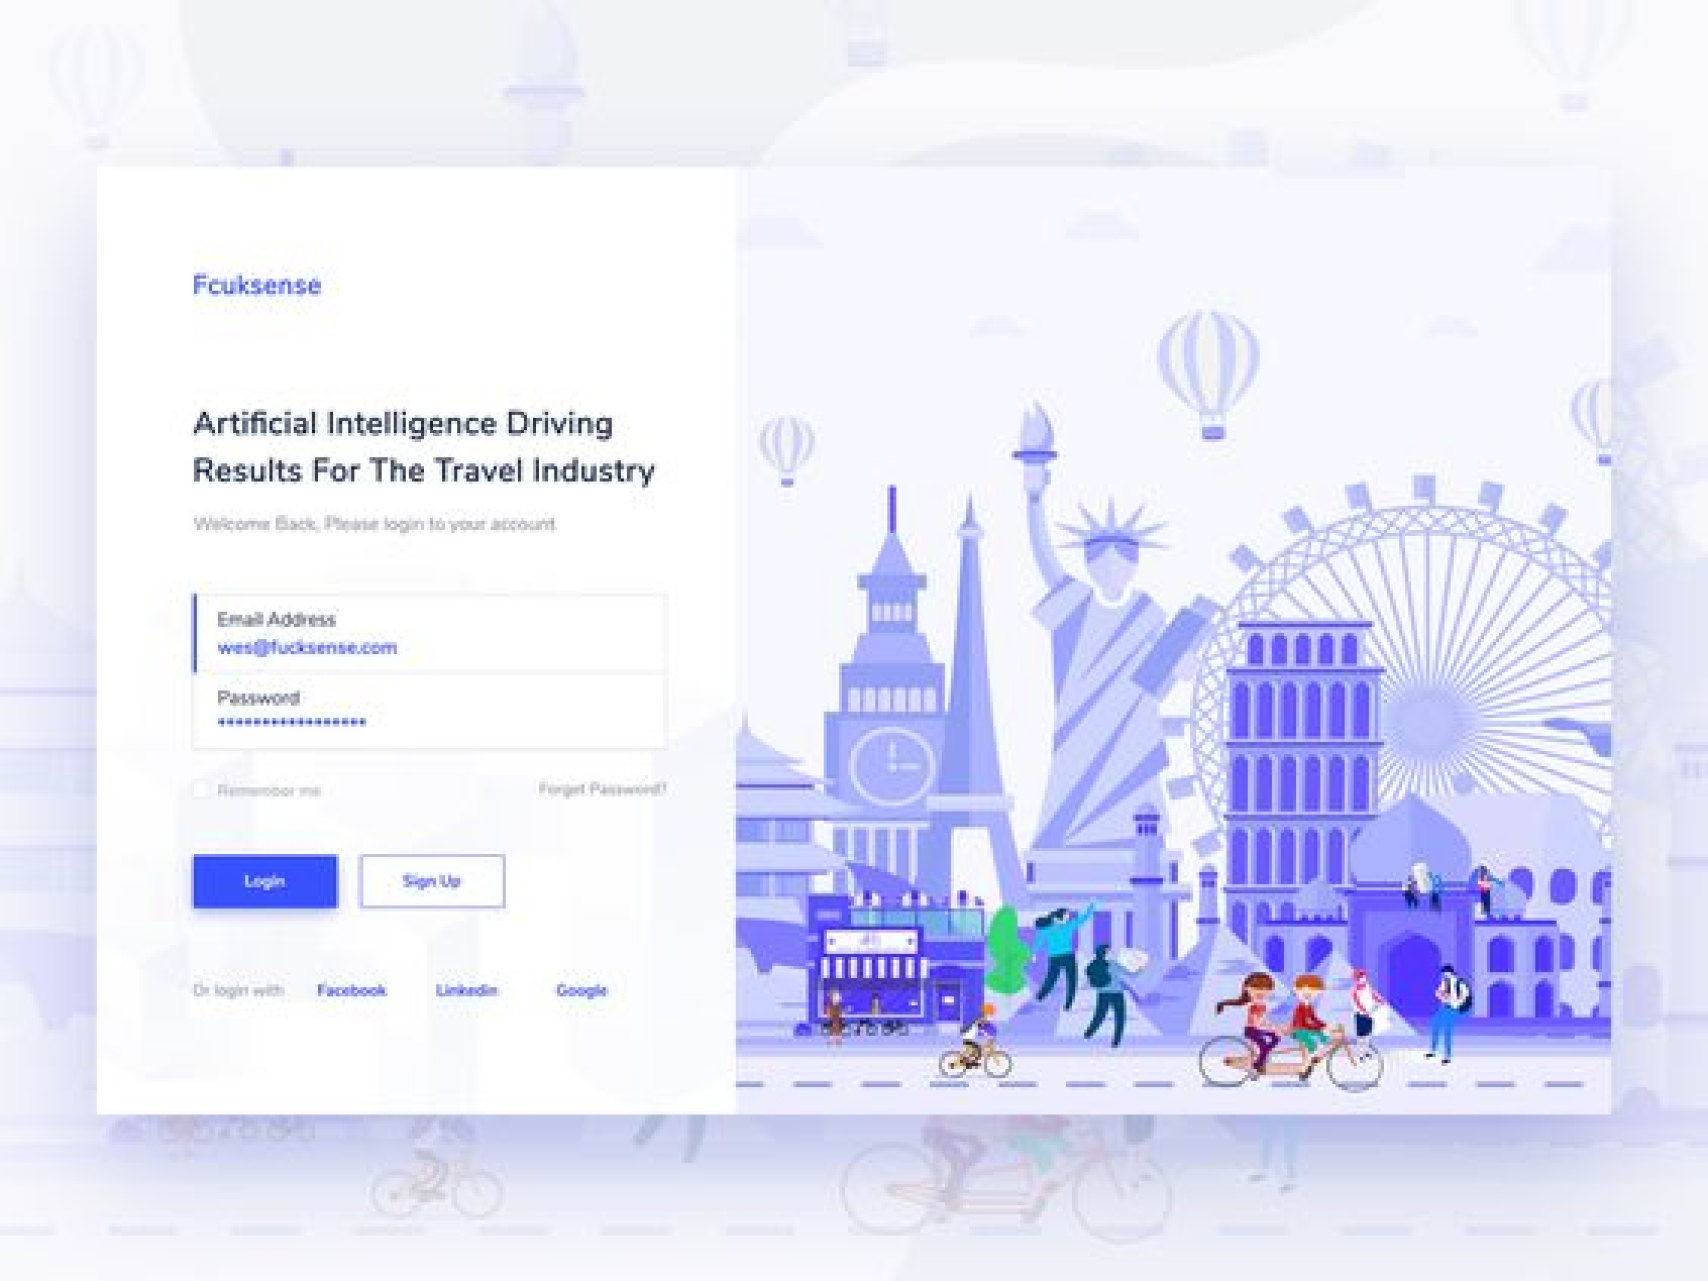 Fcuksense
Artificial Intelligence Driving
Results For The Travel Industry
Welcome Back, Please login to your account
Email Address
wes@fucksense.com
Password
Remember me
Forget Password?
Login
Sign Up
Or login with
Facebook
Linkedin
Google